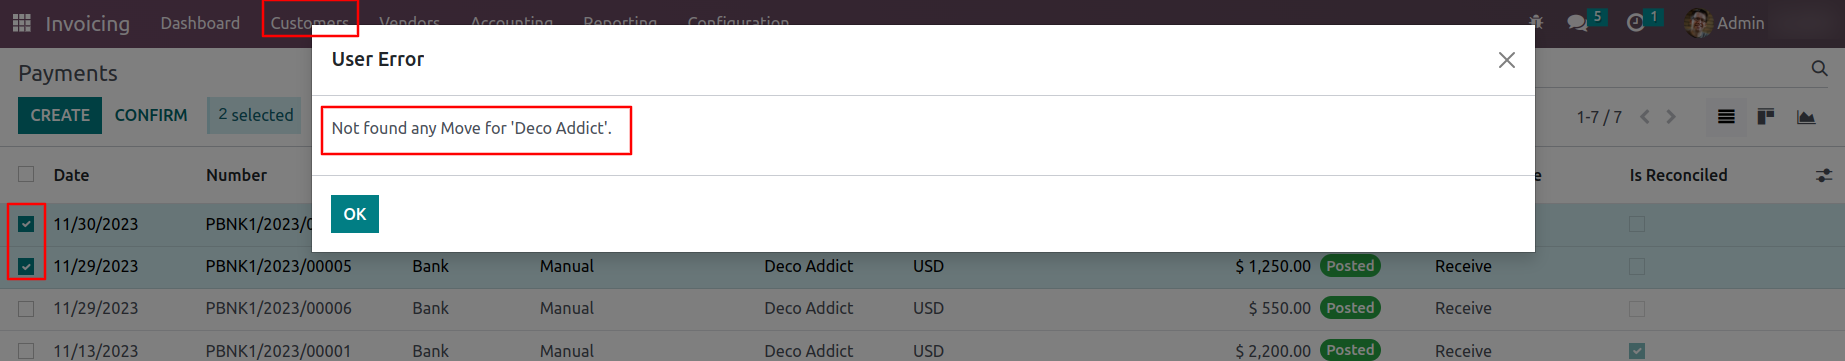 Invoicing Dashboard Customers Vendors Accounting Reporting Configuration 5 1 Admin
User Error
Payments
CREATE CONFIRM 2 selected
Not found any Move for 'Deco Addict'.
1-7 / 7
Date Number Is Reconciled
OK
11/30/2023 PBNK1/2023/
11/29/2023 PBNK1/2023/00005 Bank Manual Deco Addict USD $ 1,250.00 Posted Receive
11/29/2023 PBNK1/2023/00006 Bank Manual Deco Addict USD $ 550.00 Posted Receive
11/13/2023 PBNK1/2023/00001 Bank Manual Deco Addict USD $ 2,200.00 Posted Receive